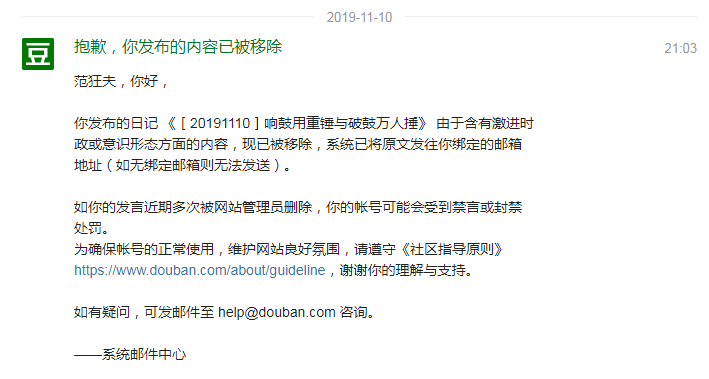 2019-11-10
豆
抱歉，你发布的内容已被移除
21:03
范狂夫，你好，
你发布的日记 《［20191110］响鼓用重锤与破鼓万人捶》 由于含有激进时
政或意识形态方面的内容，现已被移除，系统已将原文发往你绑定的邮箱
地址（如无绑定邮箱则无法发送）。
如你的发言近期多次被网站管理员删除，你的帐号可能会受到禁言或封禁
处罚。
为确保帐号的正常使用，维护网站良好氛围，请遵守《社区指导原则》
https://www.douban.com/about/guideline，谢谢你的理解与支持。
如有疑问，可发邮件至 help@douban.com 咨询。
——系统邮件中心